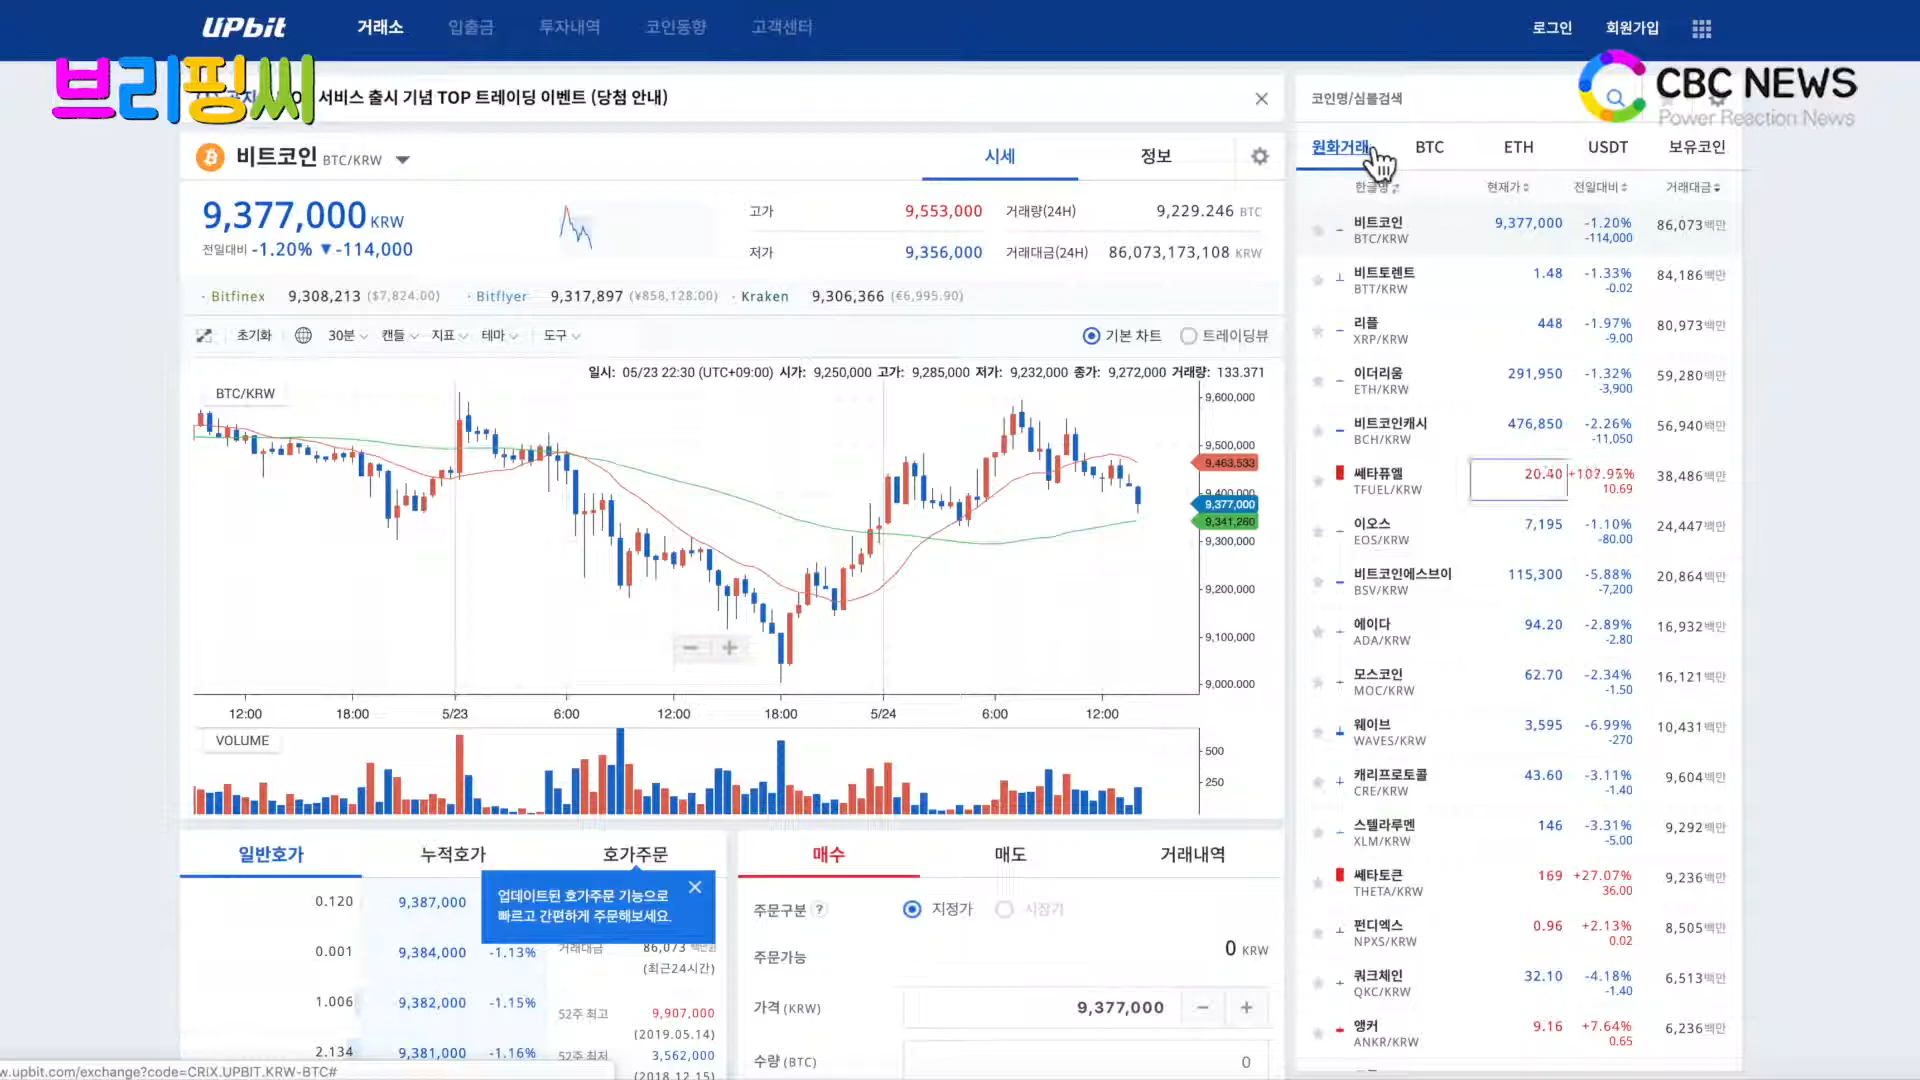 UPbit 거래소 입출금 투자내역 코인동향 고객센터 로그인 회원가입
브리핑씨
서비스 출시 기념 TOP 트레이딩 이벤트 (당첨 안내)
코인명/심볼검색
CBC NEWS
Power Reaction News
비트코인 BTC/KRW 시세 정보
9,377,000 KRW
전일대비 -1.20% ▼-114,000
고가 9,553,000 거래량(24H) 9,229.246 BTC
저가 9,356,000 거래대금(24H) 86,073,173,108 KRW
· Bitfinex 9,308,213 ($7,824.00) · Bitflyer 9,317,897 (¥858,128.00) · Kraken 9,306,366 (€6,995.90)
초기화 30분 캔들 지표 테마 도구 기본 차트 트레이딩뷰
일시: 05/23 22:30 (UTC+09:00) 시가: 9,250,000 고가: 9,285,000 저가: 9,232,000 종가: 9,272,000 거래량: 133.371
BTC/KRW
9,600,000
9,500,000
9,463,533
9,400,000
9,377,000
9,341,260
9,300,000
9,200,000
9,100,000
9,000.000
12:00 18:00 5/23 6:00 12:00 18:00 5/24 6:00 12:00
VOLUME
500
250
일반호가 누적호가 호가주문
업데이트된 호가주문 기능으로
빠르고 간편하게 주문해보세요.
0.120 9,387,000
0.001 9,384,000 -1.13%
1.006 9,382,000 -1.15%
2.134 9,381,000 -1.16%
거래대금 86,073
(최근24시간)
52주 최고 9,907,000
(2019.05.14)
52주 최저 3,562,000
(2018.12.15)
매수 매도 거래내역
주문구분 ? 지정가 시장가
주문가능 0 KRW
가격 (KRW) 9,377,000 − +
수량 (BTC) 0
원화거래 BTC ETH USDT 보유코인
한글명 현재가 전일대비 거래대금
비트코인 9,377,000 -1.20% 86,073백만
BTC/KRW -114,000
비트토렌트 1.48 -1.33% 84,186백만
BTT/KRW -0.02
리플 448 -1.97% 80,973백만
XRP/KRW -9.00
이더리움 291,950 -1.32% 59,280백만
ETH/KRW -3,900
비트코인캐시 476,850 -2.26% 56,940백만
BCH/KRW -11,050
쎄타퓨엘 20.40 +107.95% 38,486백만
TFUEL/KRW 10.69
이오스 7,195 -1.10% 24,447백만
EOS/KRW -80.00
비트코인에스브이 115,300 -5.88% 20,864백만
BSV/KRW -7,200
에이다 94.20 -2.89% 16,932백만
ADA/KRW -2.80
모스코인 62.70 -2.34% 16,121백만
MOC/KRW -1.50
웨이브 3,595 -6.99% 10,431백만
WAVES/KRW -270
캐리프로토콜 43.60 -3.11% 9,604백만
CRE/KRW -1.40
스텔라루멘 146 -3.31% 9,292백만
XLM/KRW -5.00
쎄타토큰 169 +27.07% 9,236백만
THETA/KRW 36.00
펀디엑스 0.96 +2.13% 8,505백만
NPXS/KRW 0.02
쿼크체인 32.10 -4.18% 6,513백만
QKC/KRW -1.40
앵커 9.16 +7.64% 6,236백만
ANKR/KRW 0.65
w.upbit.com/exchange?code=CRIX.UPBIT.KRW-BTC#